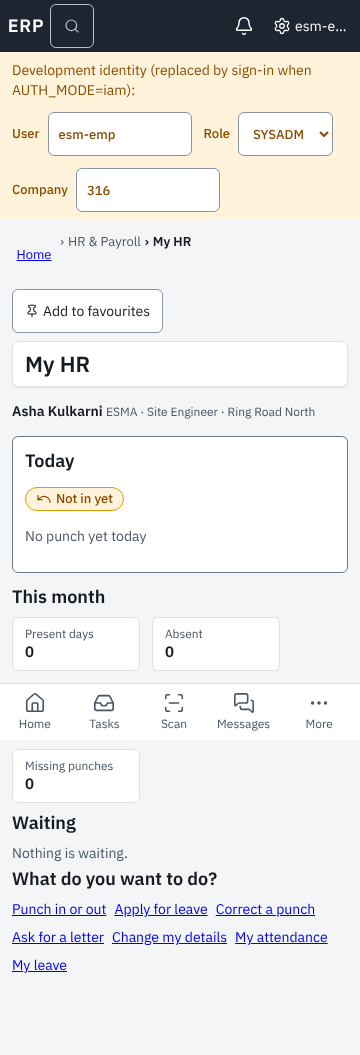 ERP
esm-e...
Development identity (replaced by sign-in when
AUTH_MODE=iam):
User esm-emp Role SYSADM
Company 316
Home › HR & Payroll › My HR
Add to favourites
My HR
Asha Kulkarni ESMA · Site Engineer · Ring Road North
Today
Not in yet
No punch yet today
This month
Present days Absent
0 0
Home Tasks Scan Messages More
Missing punches
0
Waiting
Nothing is waiting.
What do you want to do?
Punch in or out Apply for leave Correct a punch
Ask for a letter Change my details My attendance
My leave